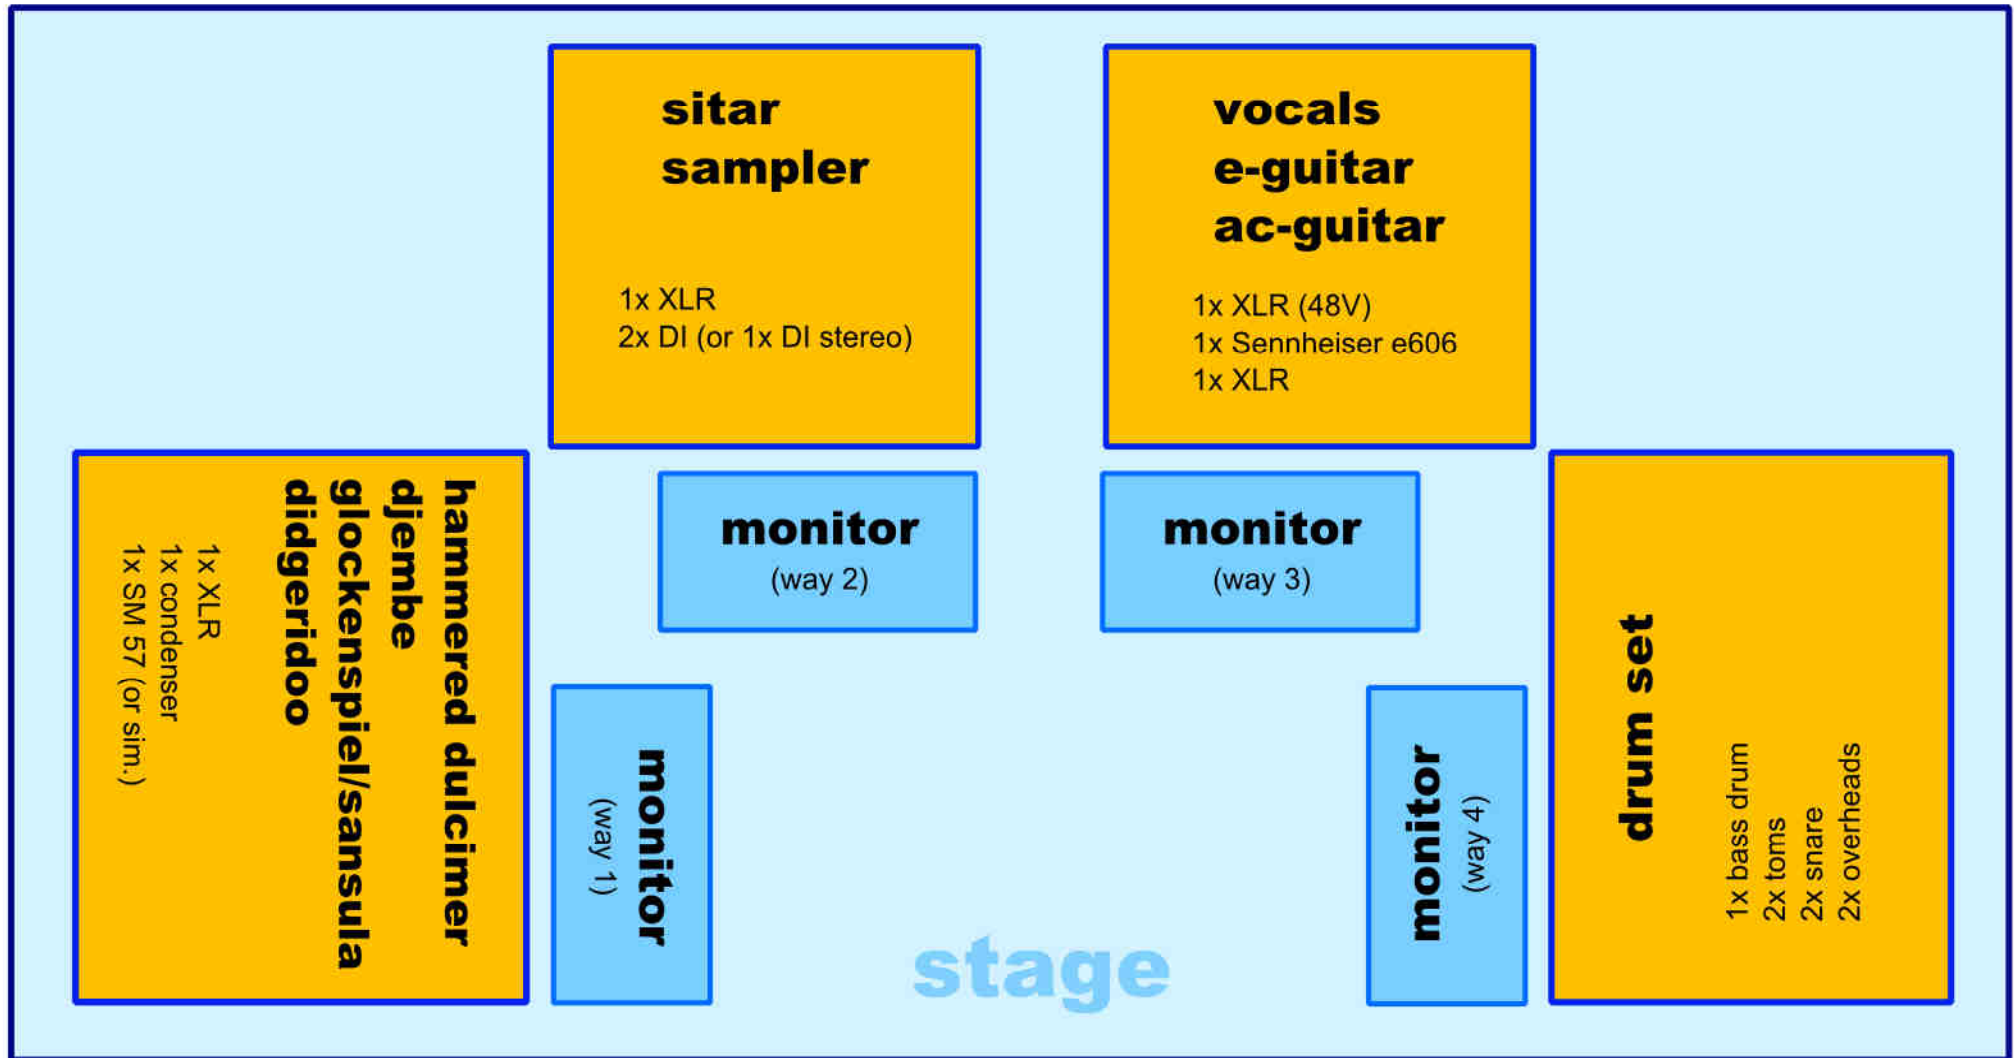 sitar
sampler
1x XLR
2x DI (or 1x DI stereo)
vocals
e-guitar
ac-guitar
1x XLR (48V)
1x Sennheiser e606
1x XLR
hammered dulcimer
djembe
glockenspiel/sansula
didgeridoo
1x XLR
1x condenser
1x SM 57 (or sim.)
monitor
(way 1)
monitor
(way 2)
monitor
(way 3)
monitor
(way 4)
drum set
1x bass drum
2x toms
2x snare
2x overheads
stage